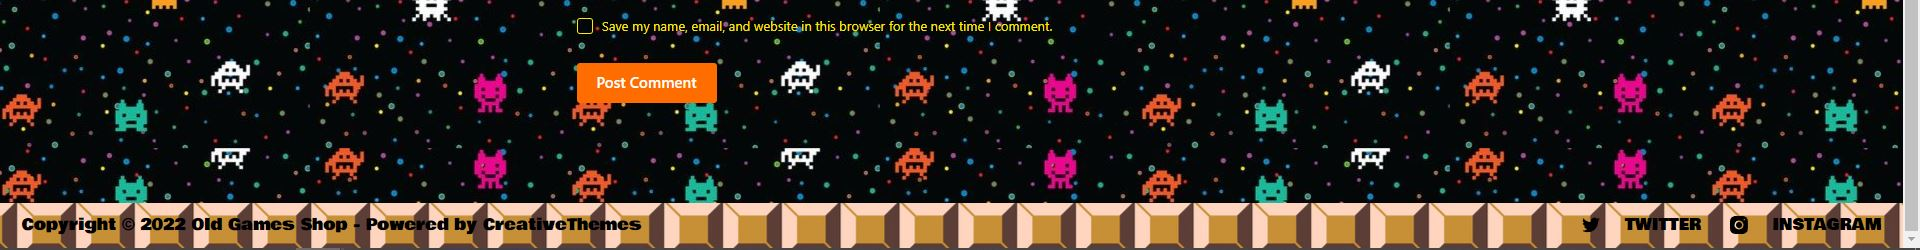 Save my name, email, and website in this browser for the next time I comment.
Post Comment
Copyright © 2022 Old Games Shop - Powered by CreativeThemes
TWITTER
INSTAGRAM